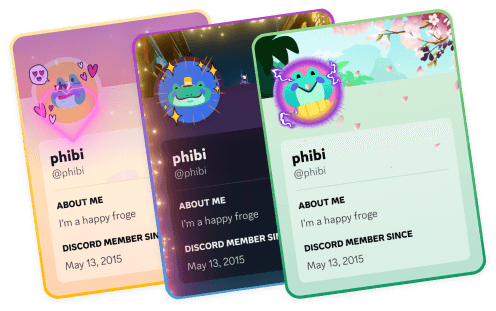 phibi
@phibi
ABOUT ME
I'm a happy froge
DISCORD MEMBER SIN
May 13, 2015
phibi
@phibi
ABOUT ME
I'm a happy froge
DISCORD MEMBER SIN
May 13, 2015
phibi
@phibi
ABOUT ME
I'm a happy froge
DISCORD MEMBER SINCE
May 13, 2015